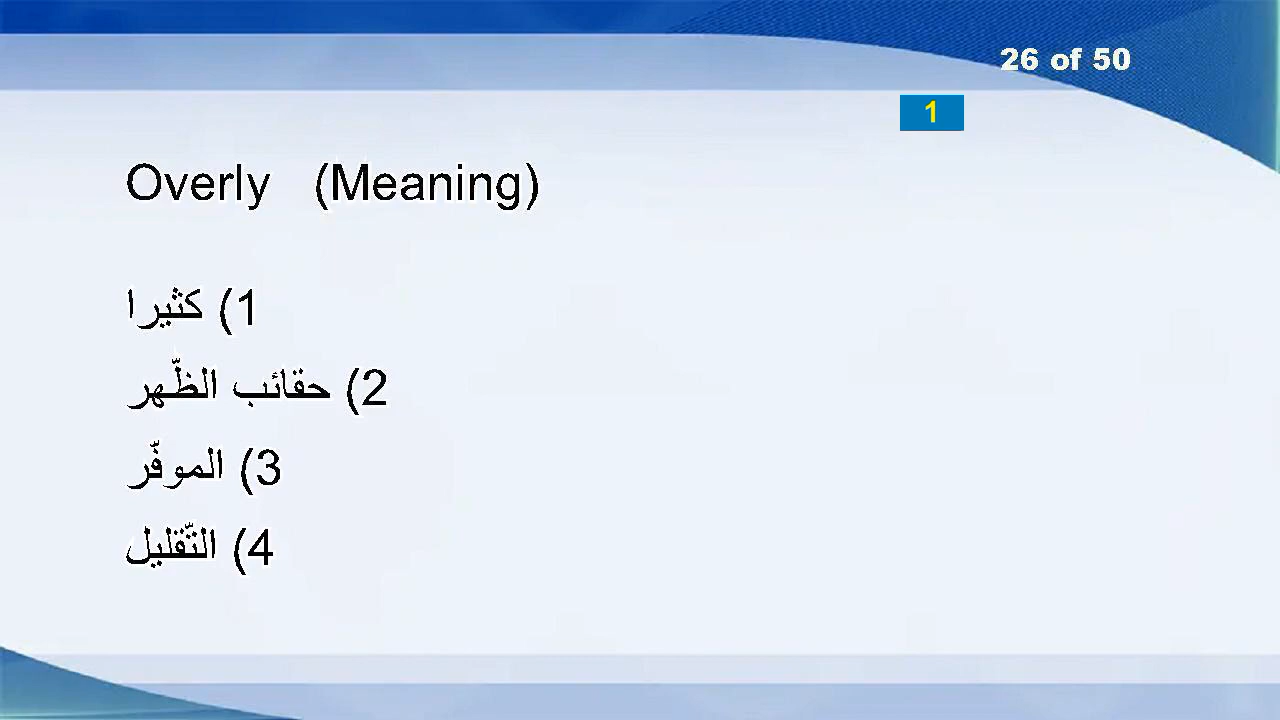 26 of 50
1
Overly (Meaning)
1) كثيرا
2) حقائب الظّهر
3) الموفّر
4) التّقليل